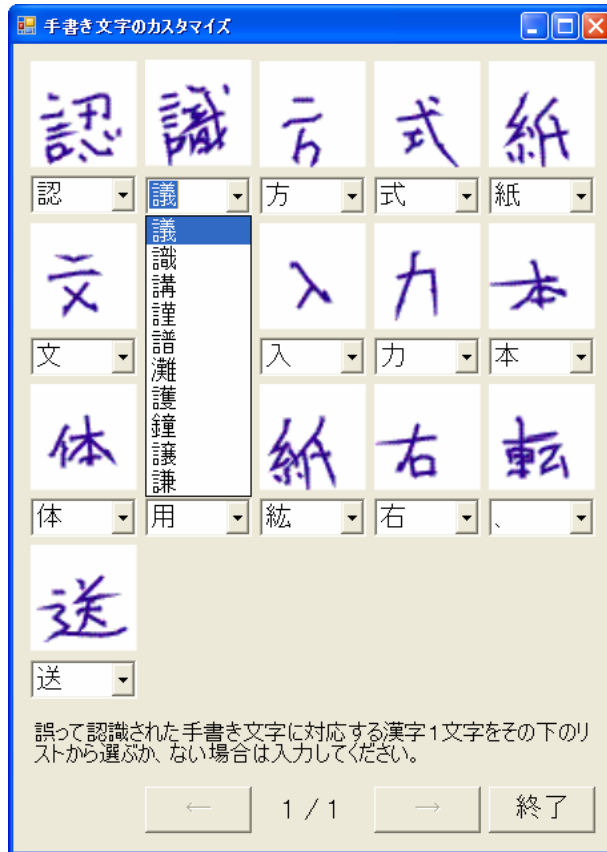 手書き文字のカスタマイズ
認 識 方 式 紙
認 議 方 式 紙
議
識
講
謹
譜
灘
護
鐘
譲
謙
文 入 力 本
文 入 力 本
体 紙 右 転
体 用 紘 右 、
送
送
誤って認識された手書き文字に対応する漢字1文字をその下のリ
ストから選ぶか、ない場合は入力してください。
← 1 / 1 → 終了